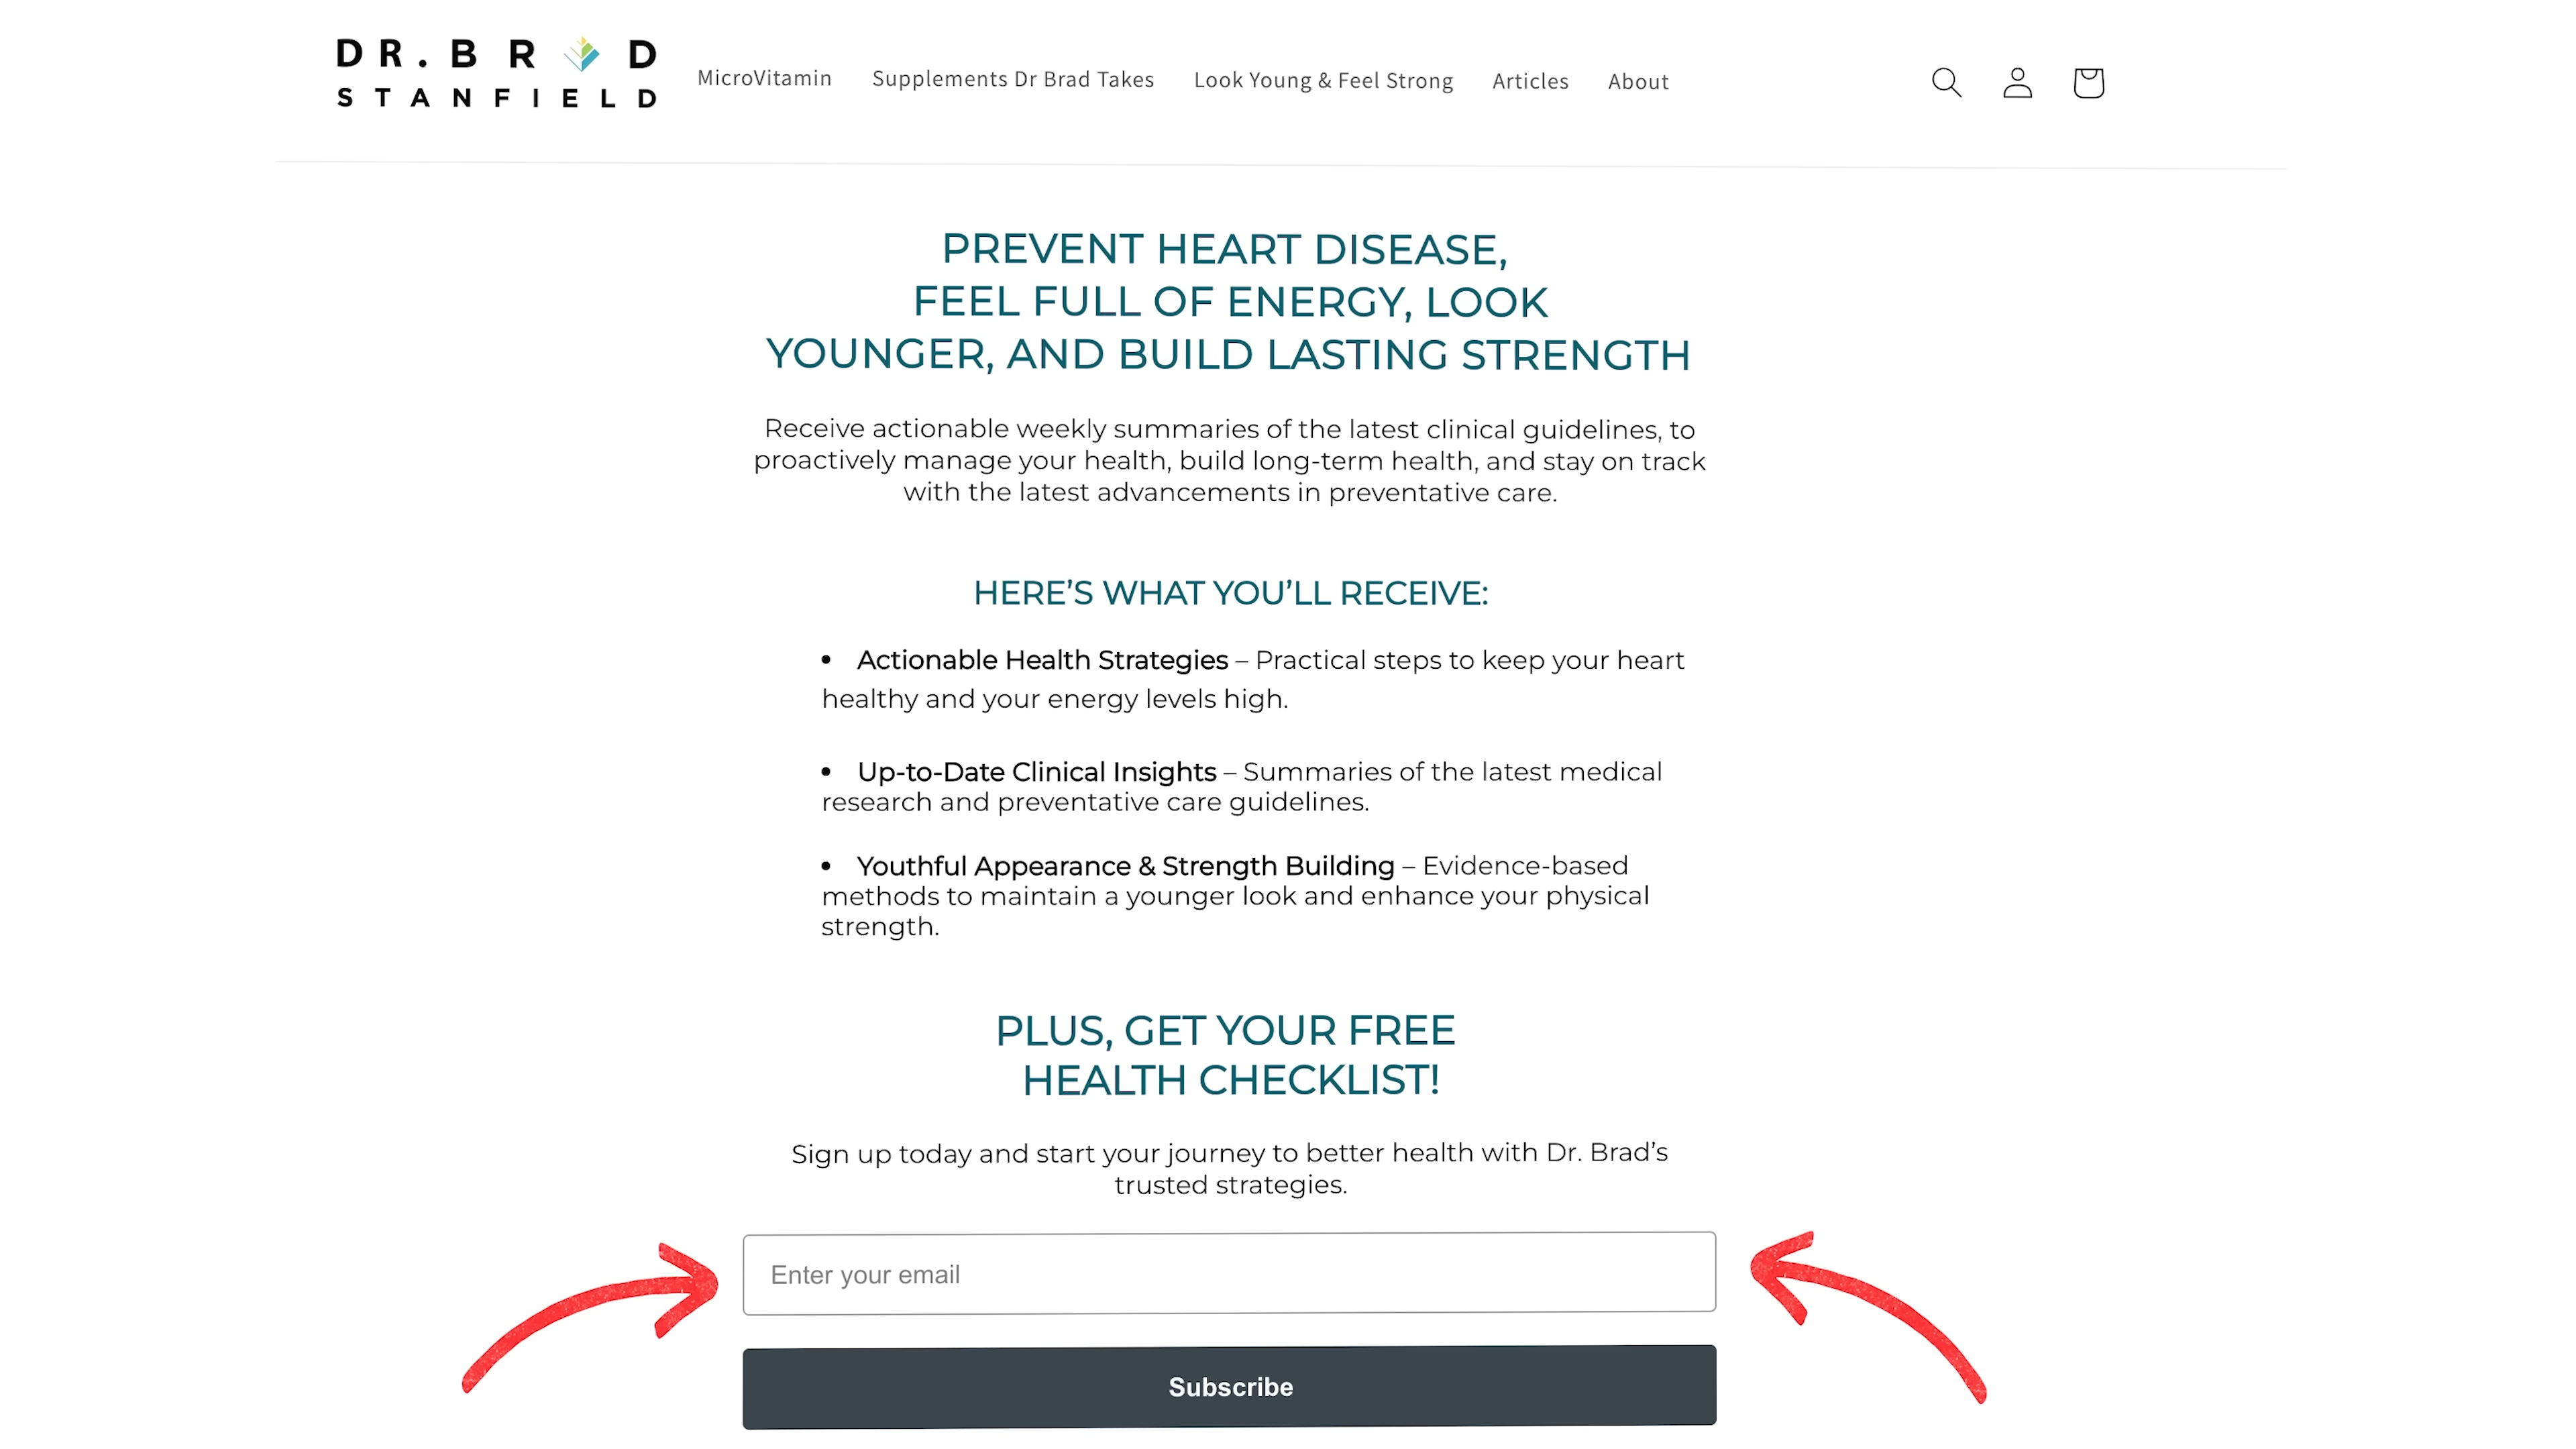 DR. BRAD
STANFIELD
MicroVitamin Supplements Dr Brad Takes Look Young & Feel Strong Articles About
PREVENT HEART DISEASE,
FEEL FULL OF ENERGY, LOOK
YOUNGER, AND BUILD LASTING STRENGTH
Receive actionable weekly summaries of the latest clinical guidelines, to
proactively manage your health, build long-term health, and stay on track
with the latest advancements in preventative care.
HERE’S WHAT YOU’LL RECEIVE:
• Actionable Health Strategies – Practical steps to keep your heart
healthy and your energy levels high.
• Up-to-Date Clinical Insights – Summaries of the latest medical
research and preventative care guidelines.
• Youthful Appearance & Strength Building – Evidence-based
methods to maintain a younger look and enhance your physical
strength.
PLUS, GET YOUR FREE
HEALTH CHECKLIST!
Sign up today and start your journey to better health with Dr. Brad’s
trusted strategies.
Enter your email
Subscribe